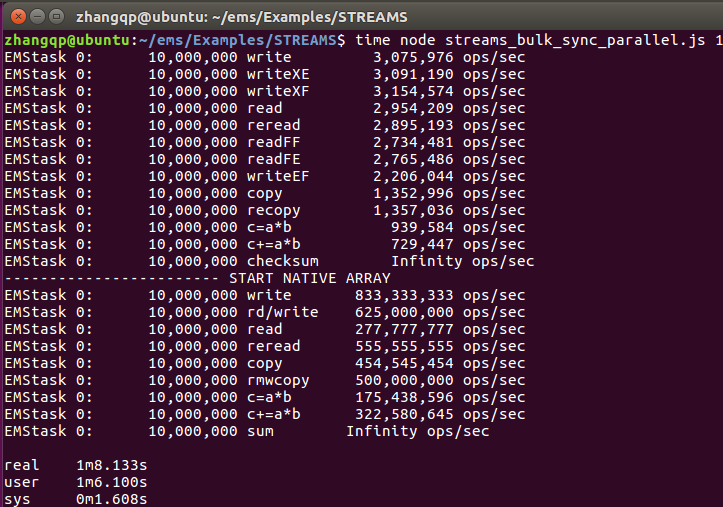 zhangqp@ubuntu: ~/ems/Examples/STREAMS
zhangqp@ubuntu:~/ems/Examples/STREAMS$ time node streams_bulk_sync_parallel.js 1
EMStask 0:      10,000,000 write         3,075,976 ops/sec
EMStask 0:      10,000,000 writeXE       3,091,190 ops/sec
EMStask 0:      10,000,000 writeXF       3,154,574 ops/sec
EMStask 0:      10,000,000 read          2,954,209 ops/sec
EMStask 0:      10,000,000 reread        2,895,193 ops/sec
EMStask 0:      10,000,000 readFF        2,734,481 ops/sec
EMStask 0:      10,000,000 readFE        2,765,486 ops/sec
EMStask 0:      10,000,000 writeEF       2,206,044 ops/sec
EMStask 0:      10,000,000 copy          1,352,996 ops/sec
EMStask 0:      10,000,000 recopy        1,357,036 ops/sec
EMStask 0:      10,000,000 c=a*b           939,584 ops/sec
EMStask 0:      10,000,000 c+=a*b          729,447 ops/sec
EMStask 0:      10,000,000 checksum        Infinity ops/sec
------------------------ START NATIVE ARRAY
EMStask 0:      10,000,000 write       833,333,333 ops/sec
EMStask 0:      10,000,000 rd/write    625,000,000 ops/sec
EMStask 0:      10,000,000 read        277,777,777 ops/sec
EMStask 0:      10,000,000 reread      555,555,555 ops/sec
EMStask 0:      10,000,000 copy        454,545,454 ops/sec
EMStask 0:      10,000,000 rmwcopy     500,000,000 ops/sec
EMStask 0:      10,000,000 c=a*b       175,438,596 ops/sec
EMStask 0:      10,000,000 c+=a*b      322,580,645 ops/sec
EMStask 0:      10,000,000 sum        Infinity ops/sec
real    1m8.133s
user    1m6.100s
sys     0m1.608s